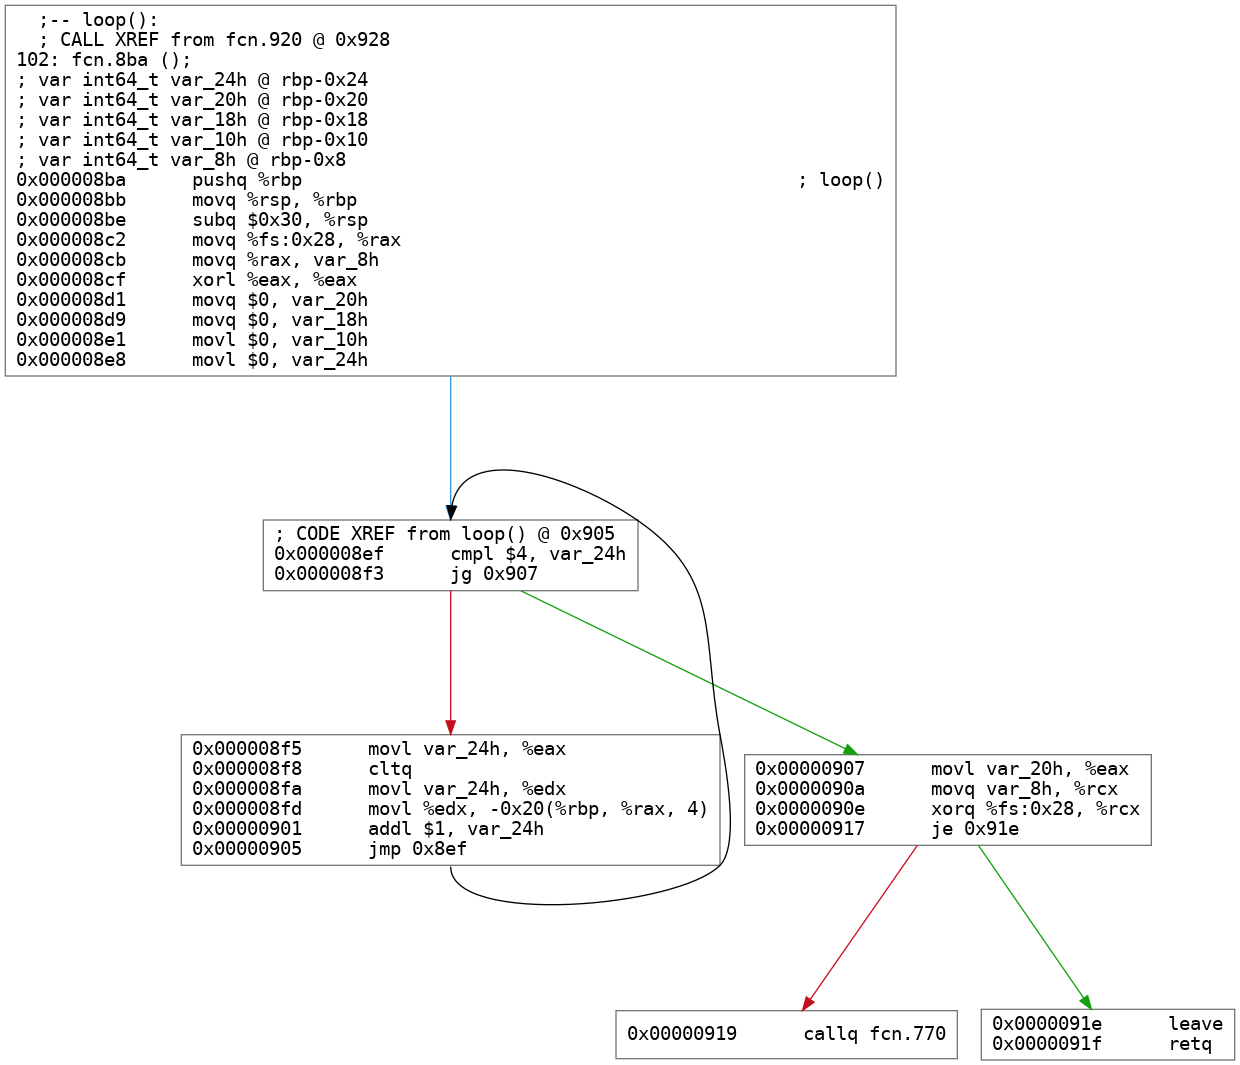 ;-- loop():
; CALL XREF from fcn.920 @ 0x928
102: fcn.8ba ();
; var int64_t var_24h @ rbp-0x24
; var int64_t var_20h @ rbp-0x20
; var int64_t var_18h @ rbp-0x18
; var int64_t var_10h @ rbp-0x10
; var int64_t var_8h @ rbp-0x8
0x000008ba      pushq %rbp                                             ; loop()
0x000008bb      movq %rsp, %rbp
0x000008be      subq $0x30, %rsp
0x000008c2      movq %fs:0x28, %rax
0x000008cb      movq %rax, var_8h
0x000008cf      xorl %eax, %eax
0x000008d1      movq $0, var_20h
0x000008d9      movq $0, var_18h
0x000008e1      movl $0, var_10h
0x000008e8      movl $0, var_24h
; CODE XREF from loop() @ 0x905
0x000008ef      cmpl $4, var_24h
0x000008f3      jg 0x907
0x000008f5      movl var_24h, %eax
0x000008f8      cltq
0x000008fa      movl var_24h, %edx
0x000008fd      movl %edx, -0x20(%rbp, %rax, 4)
0x00000901      addl $1, var_24h
0x00000905      jmp 0x8ef
0x00000907      movl var_20h, %eax
0x0000090a      movq var_8h, %rcx
0x0000090e      xorq %fs:0x28, %rcx
0x00000917      je 0x91e
0x00000919      callq fcn.770
0x0000091e      leave
0x0000091f      retq